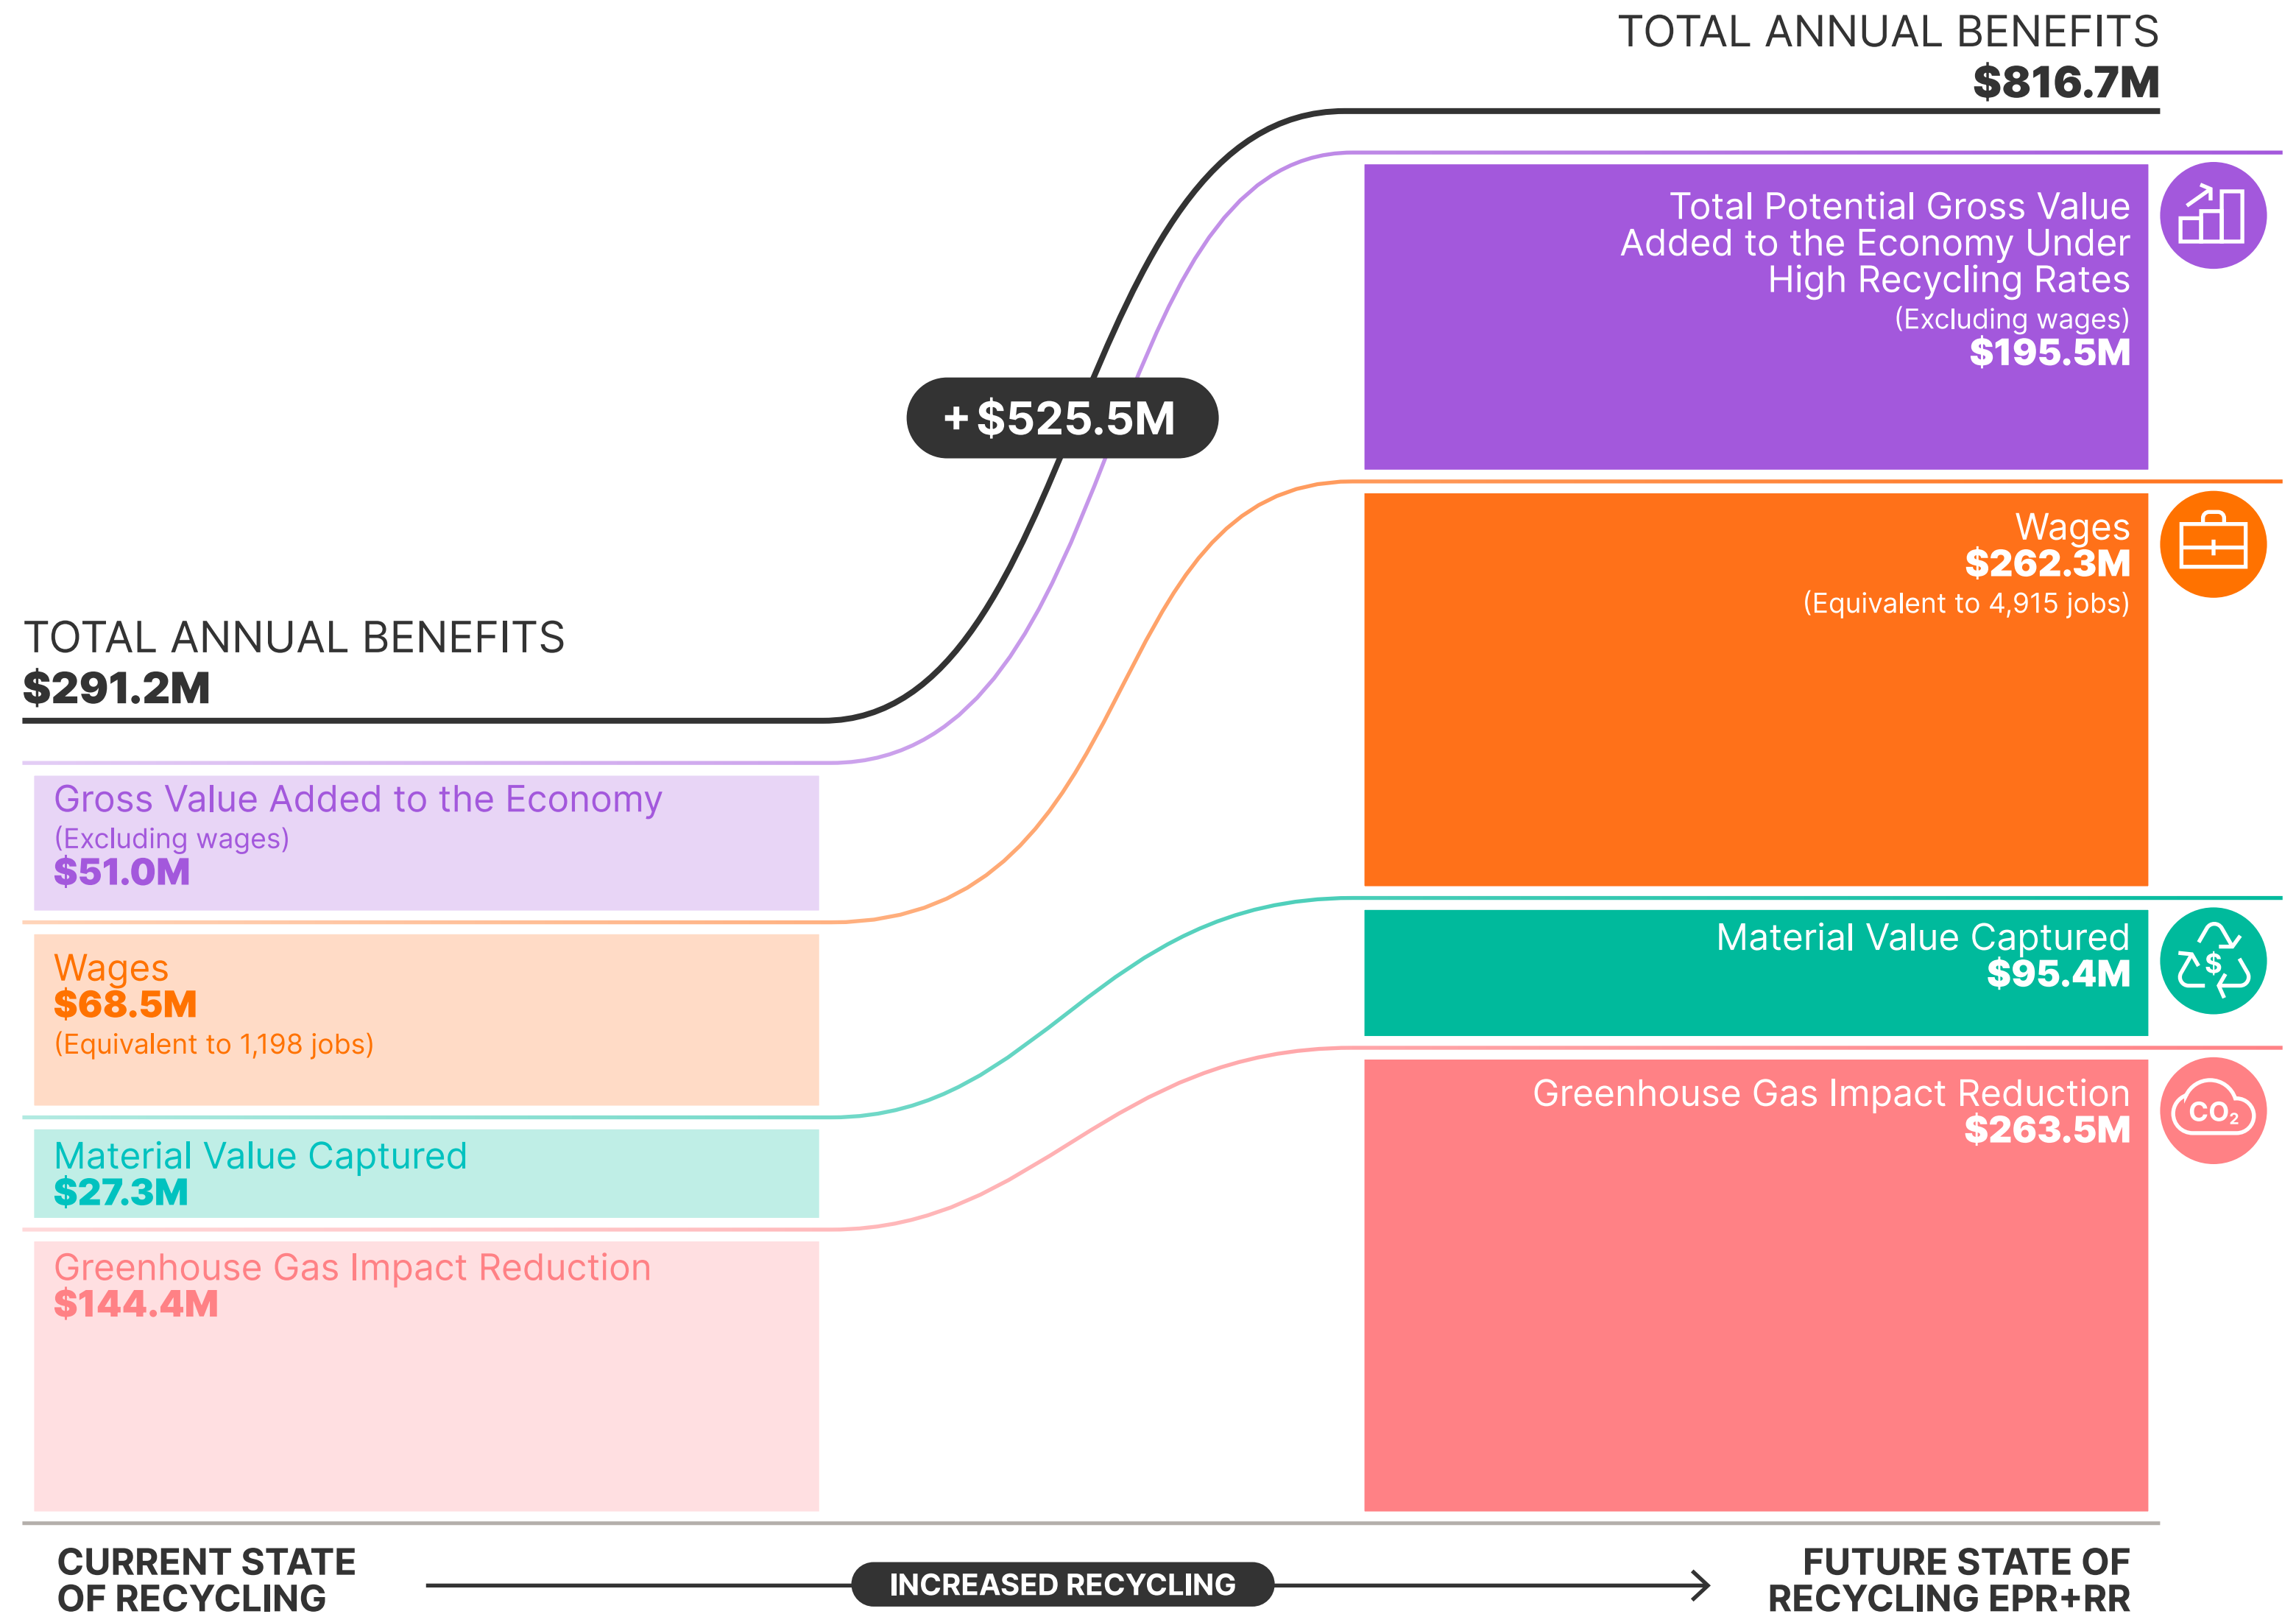 TOTAL ANNUAL BENEFITS
$816.7M
Total Potential Gross Value
Added to the Economy Under
High Recycling Rates
(Excluding wages)
$195.5M
+$525.5M
Wages
$262.3M
(Equivalent to 4,915 jobs)
TOTAL ANNUAL BENEFITS
$291.2M
Gross Value Added to the Economy
(Excluding wages)
$51.0M
Wages
$68.5M
(Equivalent to 1,198 jobs)
Material Value Captured
$95.4M
$
Greenhouse Gas Impact Reduction
$263.5M
CO₂
Material Value Captured
$27.3M
Greenhouse Gas Impact Reduction
$144.4M
CURRENT STATE
OF RECYCLING
INCREASED RECYCLING
FUTURE STATE OF
RECYCLING EPR+RR